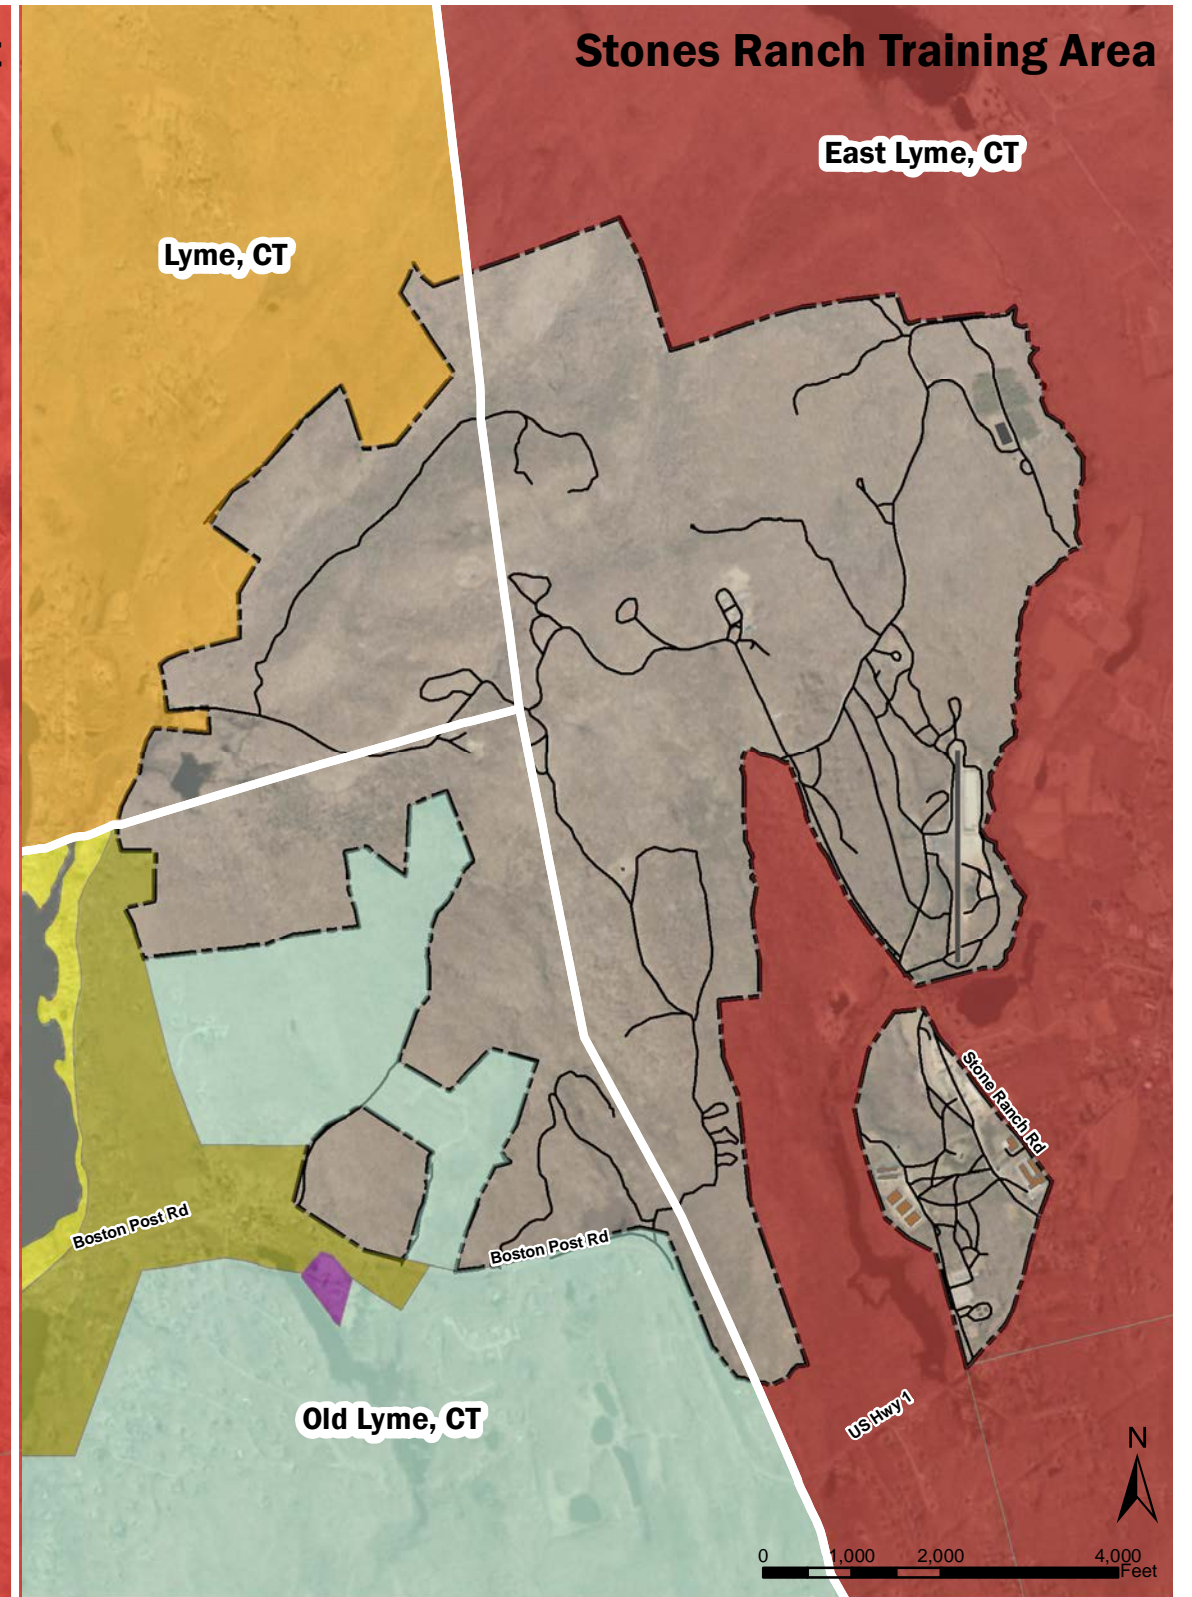 Stones Ranch Training Area
East Lyme, CT
Lyme, CT
Stone Ranch Rd
Boston Post Rd
Boston Post Rd
Old Lyme, CT
US Hwy 1
N
0 1,000 2,000 4,000
Feet